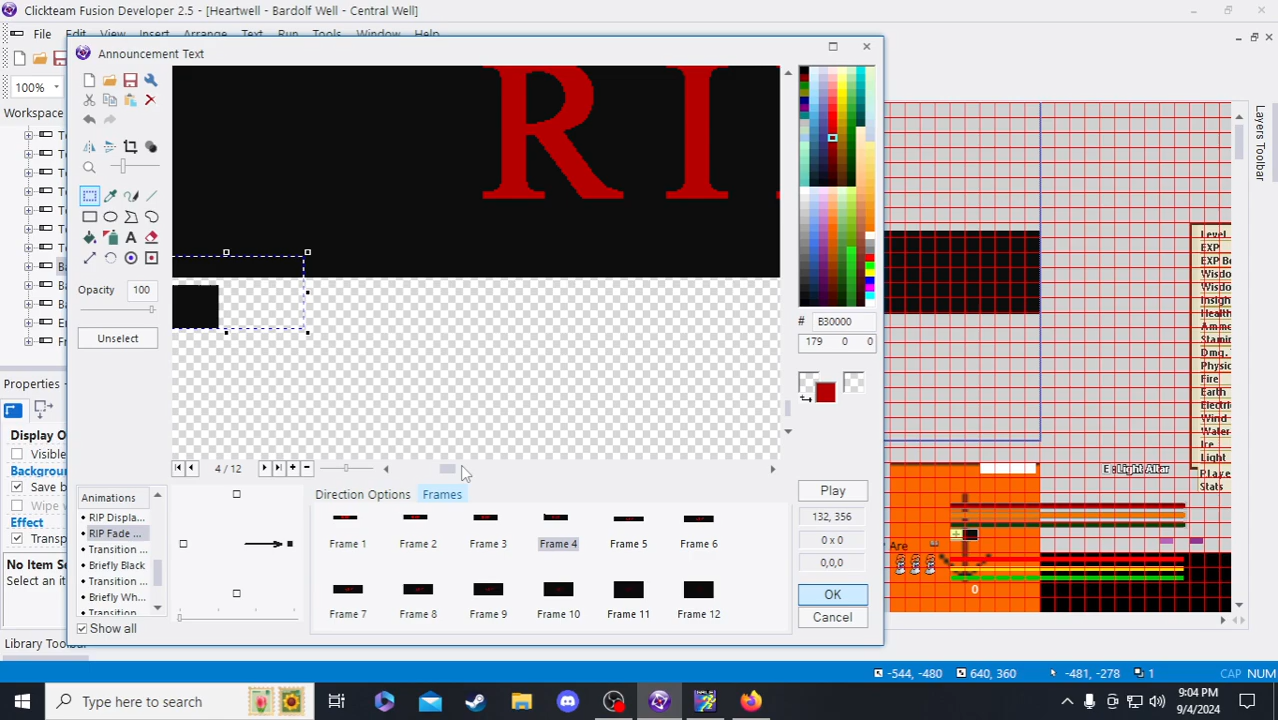 Clickteam Fusion Developer 2.5 - [Heartwell - Bardolf Well - Central Well]
File Edit View Insert Arrange Text Run Tools Window Help
100%
Workspace
Announcement Text
R I
Opacity 100
Unselect
# B30000
179 0 0
4 / 12
Animations
RIP Displa...
RIP Fade ...
Transition ...
Briefly Black
Transition ...
Briefly Wh...
Transition ...
Show all
Direction Options Frames
Frame 1 Frame 2 Frame 3 Frame 4 Frame 5 Frame 6
Frame 7 Frame 8 Frame 9 Frame 10 Frame 11 Frame 12
Play
132, 356
0 x 0
0,0,0
OK
Cancel
Properties
Display O
Visible
Background
Save b
Wipe
Effect
Transp
No Item Se
Select an it
Library Toolbar
Layers Toolbar
Level
EXP
EXP B
Wisdo
Wisdo
Insigh
Health
Ammo
Stamin
Dmg.
Physic
Fire
Earth
Electri
Wind
Water
Ice
Light
Player
Stats
E : Light Altar
Are
0
-544, -480 640, 360 -481, -278 1 CAP NUM
Type here to search
9:04 PM
9/4/2024